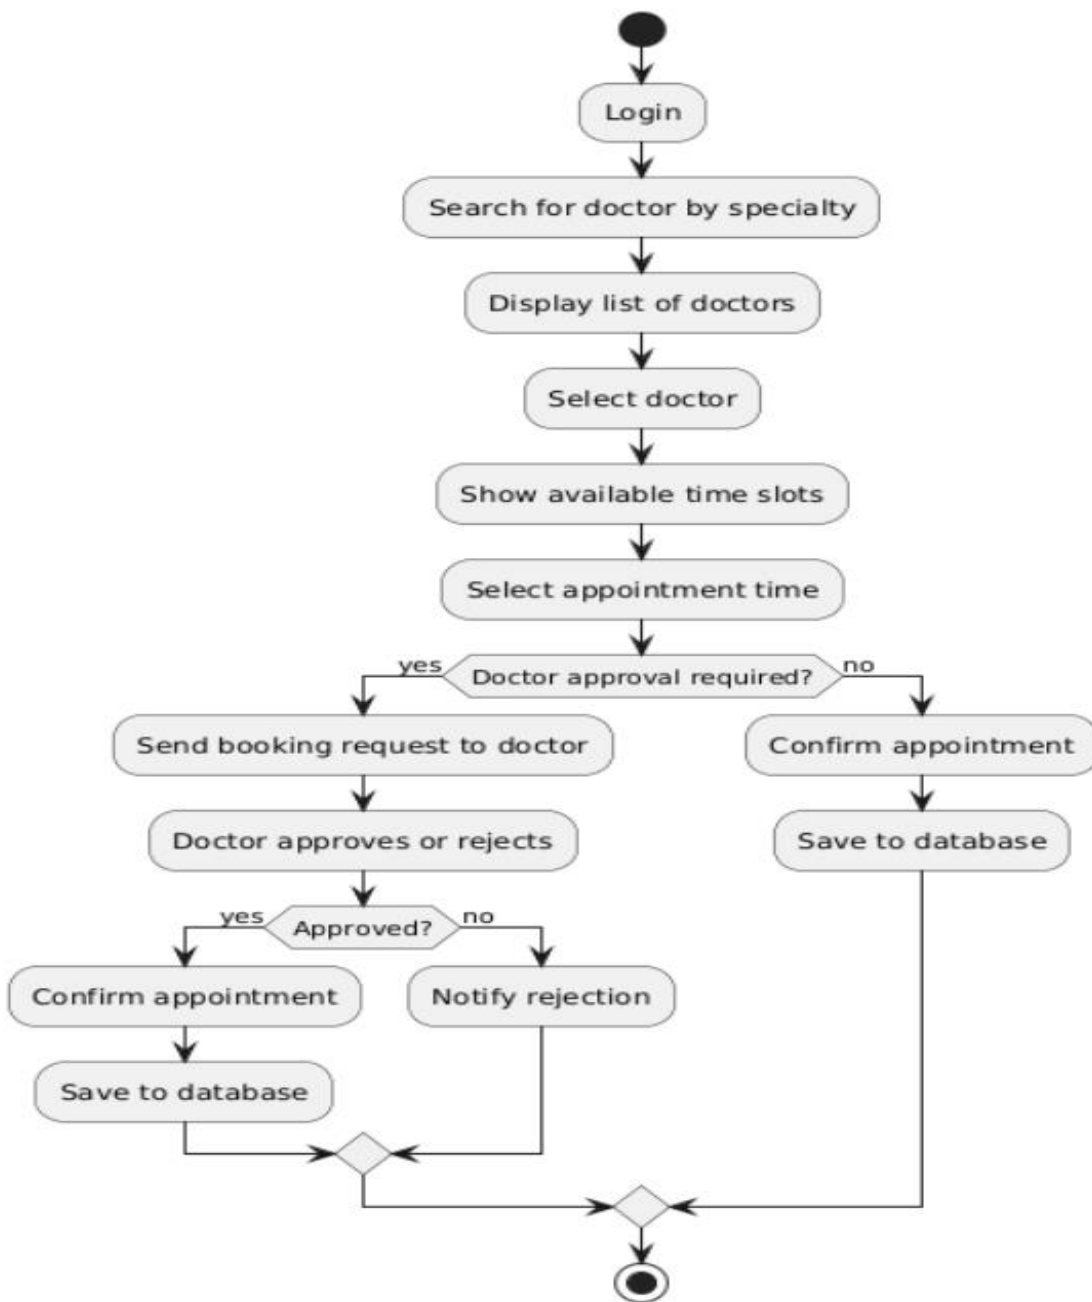 Login
Search for doctor by specialty
Display list of doctors
Select doctor
Show available time slots
Select appointment time
yes
Doctor approval required?
no
Send booking request to doctor
Confirm appointment
Doctor approves or rejects
Save to database
yes
Approved?
no
Confirm appointment
Notify rejection
Save to database